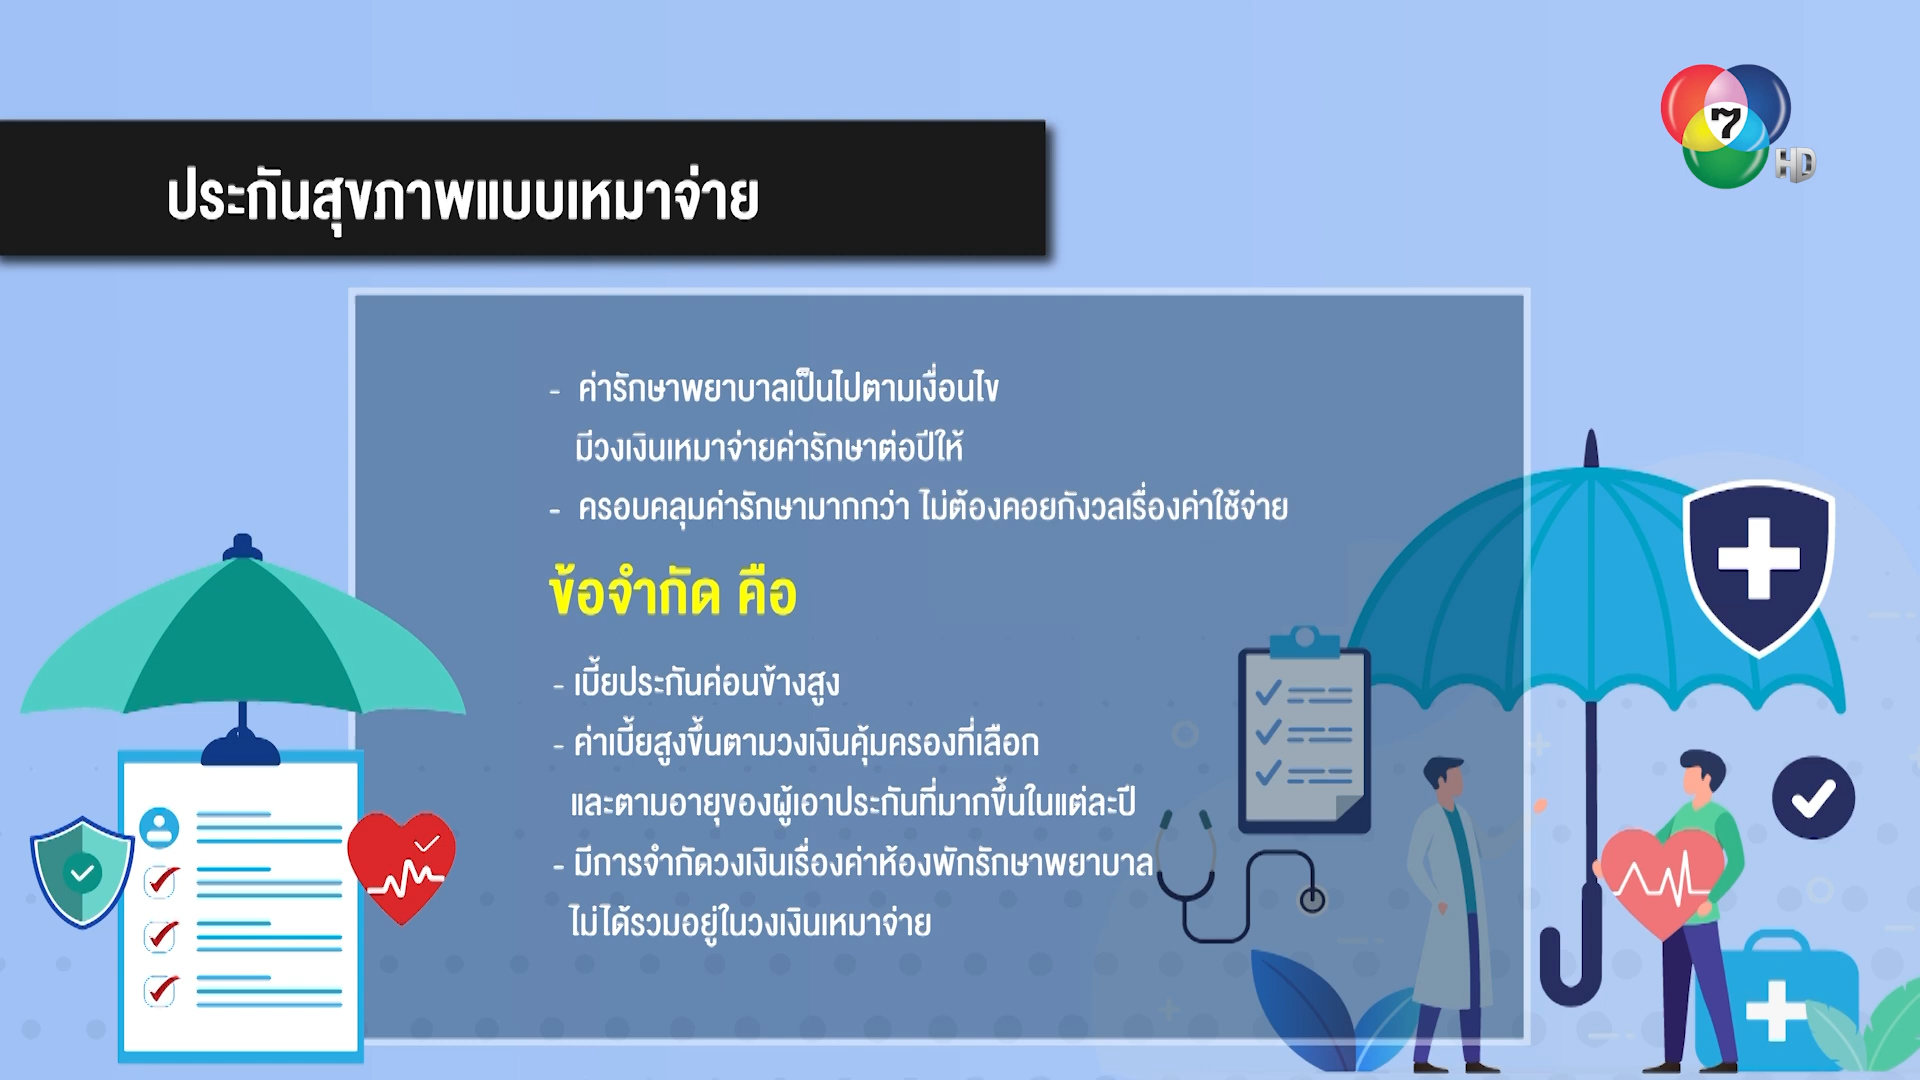 7
HD
ประกันสุขภาพแบบเหมาจ่าย
- ค่ารักษาพยาบาลเป็นไปตามเงื่อนไข
มีวงเงินเหมาจ่ายค่ารักษาต่อปีให้
- ครอบคลุมค่ารักษามากกว่า ไม่ต้องคอยกังวลเรื่องค่าใช้จ่าย
ข้อจำกัด คือ
- เบี้ยประกันค่อนข้างสูง
- ค่าเบี้ยสูงขึ้นตามวงเงินคุ้มครองที่เลือก
และตามอายุของผู้เอาประกันที่มากขึ้นในแต่ละปี
- มีการจำกัดวงเงินเรื่องค่าห้องพักรักษาพยาบาล
ไม่ได้รวมอยู่ในวงเงินเหมาจ่าย